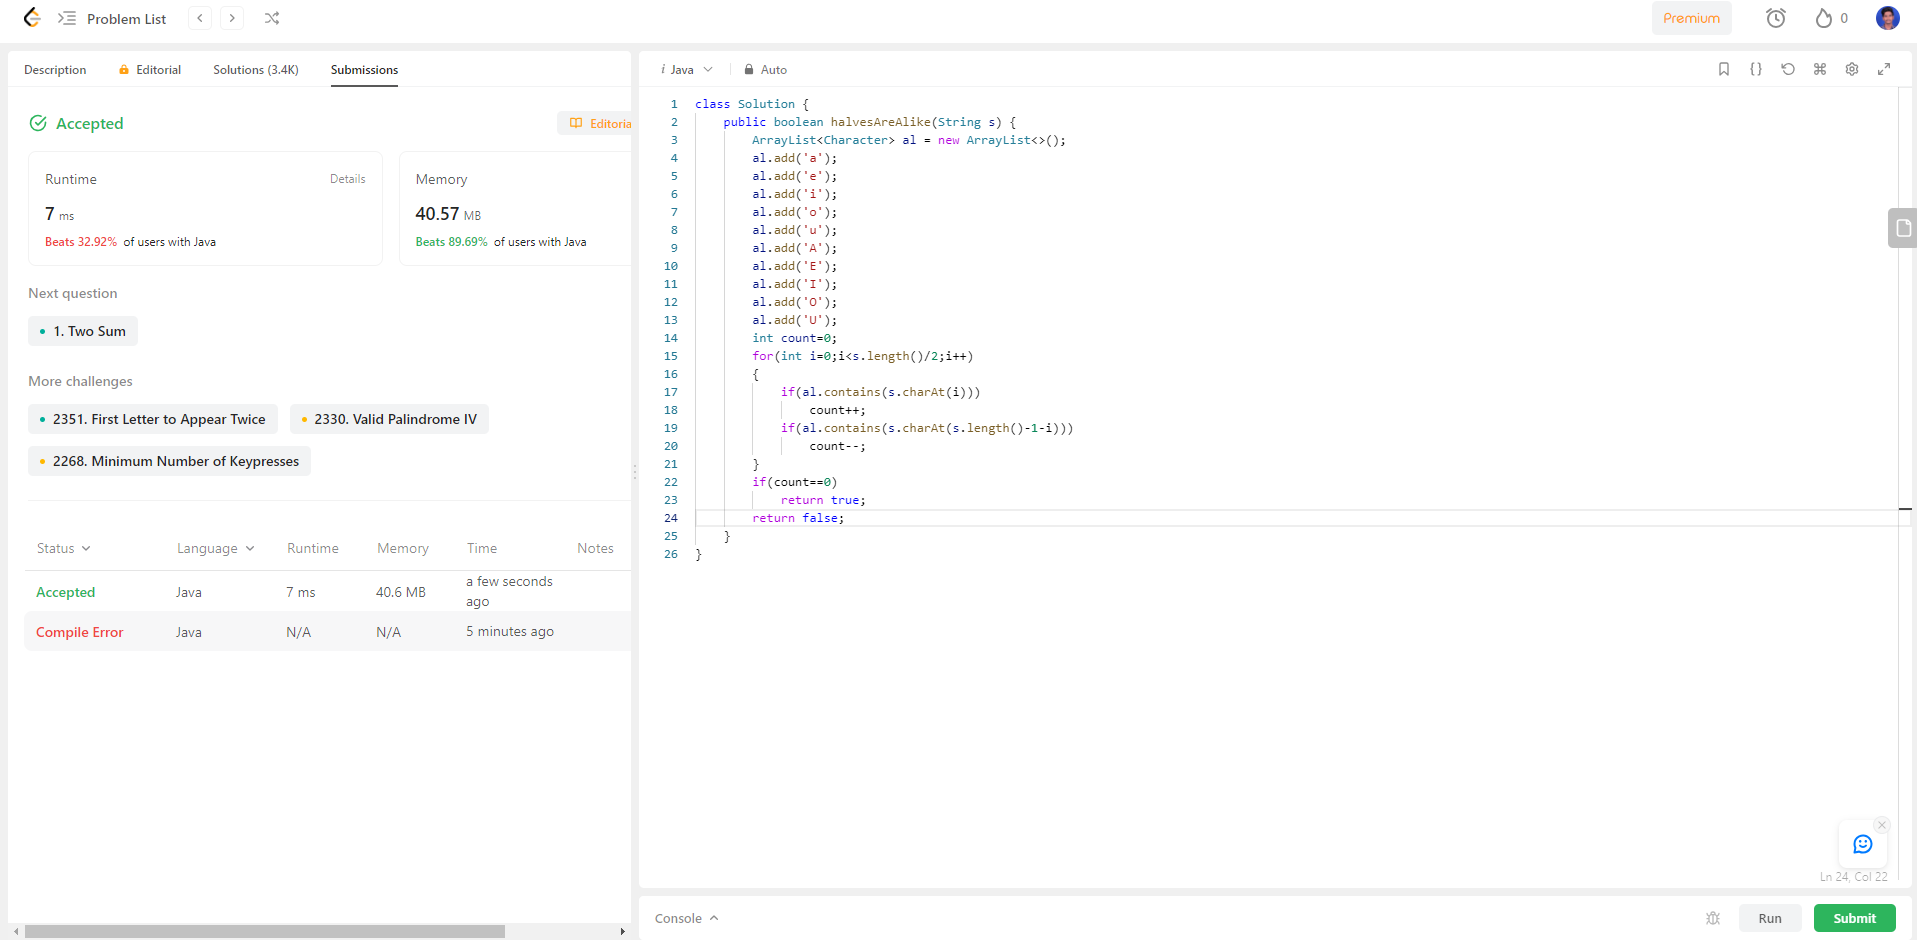 Problem List
Premium
0
Description Editorial Solutions (3.4K) Submissions
Accepted
Editoria
Runtime Details
7 ms
Beats 32.92% of users with Java
Memory
40.57 MB
Beats 89.69% of users with Java
Next question
1. Two Sum
More challenges
2351. First Letter to Appear Twice
2330. Valid Palindrome IV
2268. Minimum Number of Keypresses
Status Language Runtime Memory Time Notes
Accepted Java 7 ms 40.6 MB a few seconds ago
Compile Error Java N/A N/A 5 minutes ago
i Java Auto
1 class Solution {
2 public boolean halvesAreAlike(String s) {
3 ArrayList<Character> al = new ArrayList<>();
4 al.add('a');
5 al.add('e');
6 al.add('i');
7 al.add('o');
8 al.add('u');
9 al.add('A');
10 al.add('E');
11 al.add('I');
12 al.add('O');
13 al.add('U');
14 int count=0;
15 for(int i=0;i<s.length()/2;i++)
16 {
17 if(al.contains(s.charAt(i)))
18 count++;
19 if(al.contains(s.charAt(s.length()-1-i)))
20 count--;
21 }
22 if(count==0)
23 return true;
24 return false;
25 }
26 }
Ln 24, Col 22
Console
Run
Submit